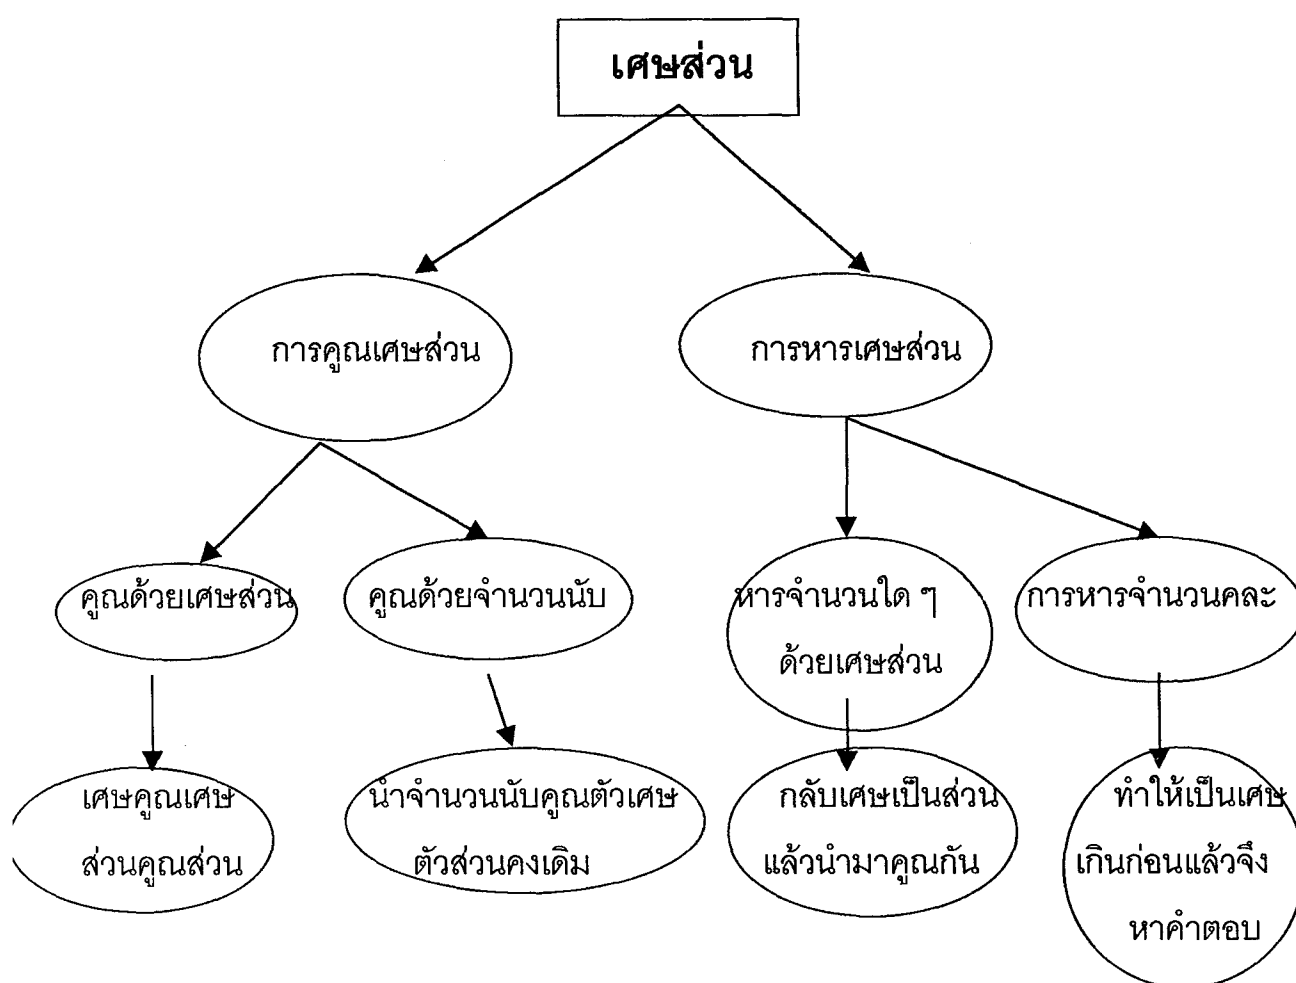 เศษส่วน
การคูณเศษส่วน
การหารเศษส่วน
คูณด้วยเศษส่วน
คูณด้วยจำนวนนับ
หารจำนวนใด ๆ
ด้วยเศษส่วน
การหารจำนวนคละ
เศษคูณเศษ
ส่วนคูณส่วน
นำจำนวนนับคูณตัวเศษ
ตัวส่วนคงเดิม
กลับเศษเป็นส่วน
แล้วนำมาคูณกัน
ทำให้เป็นเศษ
เกินก่อนแล้วจึง
หาคำตอบ